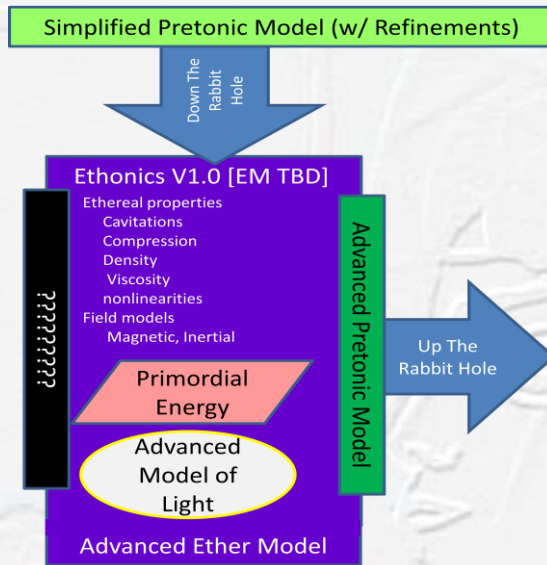 Simplified Pretonic Model (w/ Refinements)
Down The
Rabbit
Hole
Ethonics V1.0 [EM TBD]
Ethereal properties
Cavitations
Compression
Density
Viscosity
nonlinearities
Field models
Magnetic, Inertial
??????????
Primordial
Energy
Advanced
Model of
Light
Advanced Ether Model
Advanced Pretonic Model
Up The
Rabbit Hole